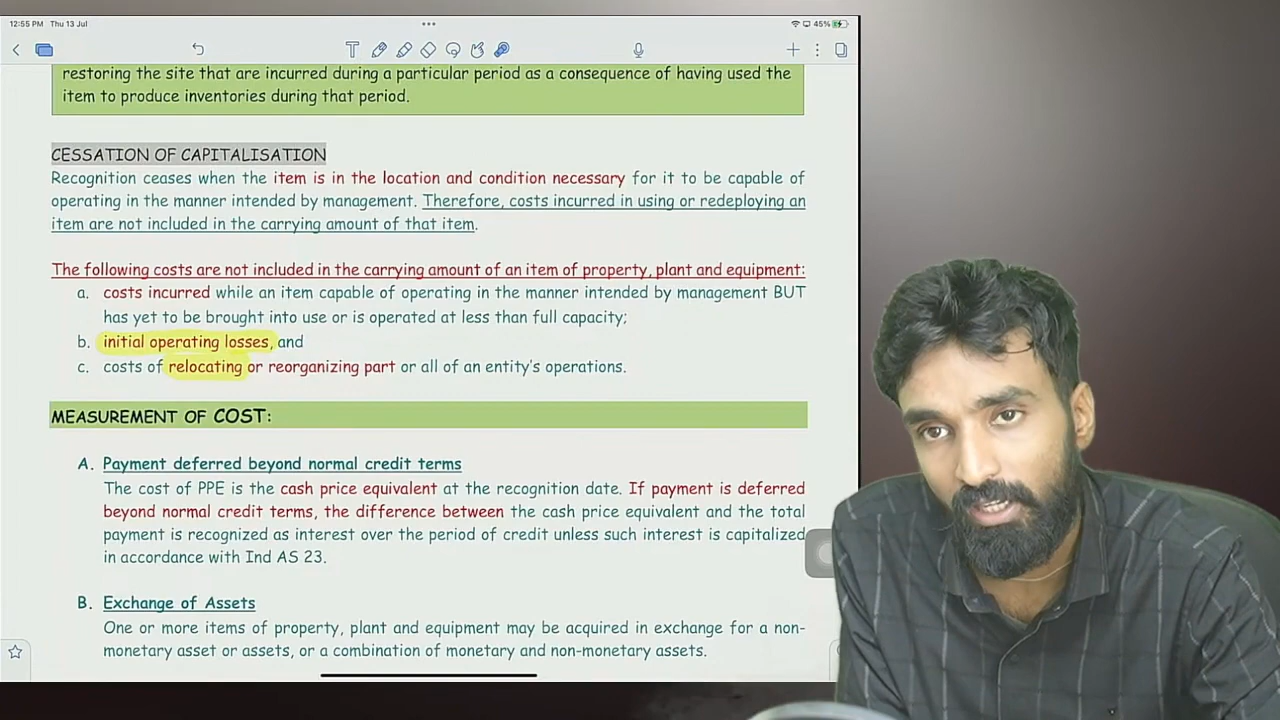 12:55 PM Thu 13 Jul
45%
restoring the site that are incurred during a particular period as a consequence of having used the
item to produce inventories during that period.
CESSATION OF CAPITALISATION
Recognition ceases when the item is in the location and condition necessary for it to be capable of
operating in the manner intended by management. Therefore, costs incurred in using or redeploying an
item are not included in the carrying amount of that item.
The following costs are not included in the carrying amount of an item of property, plant and equipment:
a. costs incurred while an item capable of operating in the manner intended by management BUT
has yet to be brought into use or is operated at less than full capacity;
b. initial operating losses, and
c. costs of relocating or reorganizing part or all of an entity's operations.
MEASUREMENT OF COST:
A. Payment deferred beyond normal credit terms
The cost of PPE is the cash price equivalent at the recognition date. If payment is deferred
beyond normal credit terms, the difference between the cash price equivalent and the total
payment is recognized as interest over the period of credit unless such interest is capitalized
in accordance with Ind AS 23.
B. Exchange of Assets
One or more items of property, plant and equipment may be acquired in exchange for a non-
monetary asset or assets, or a combination of monetary and non-monetary assets.